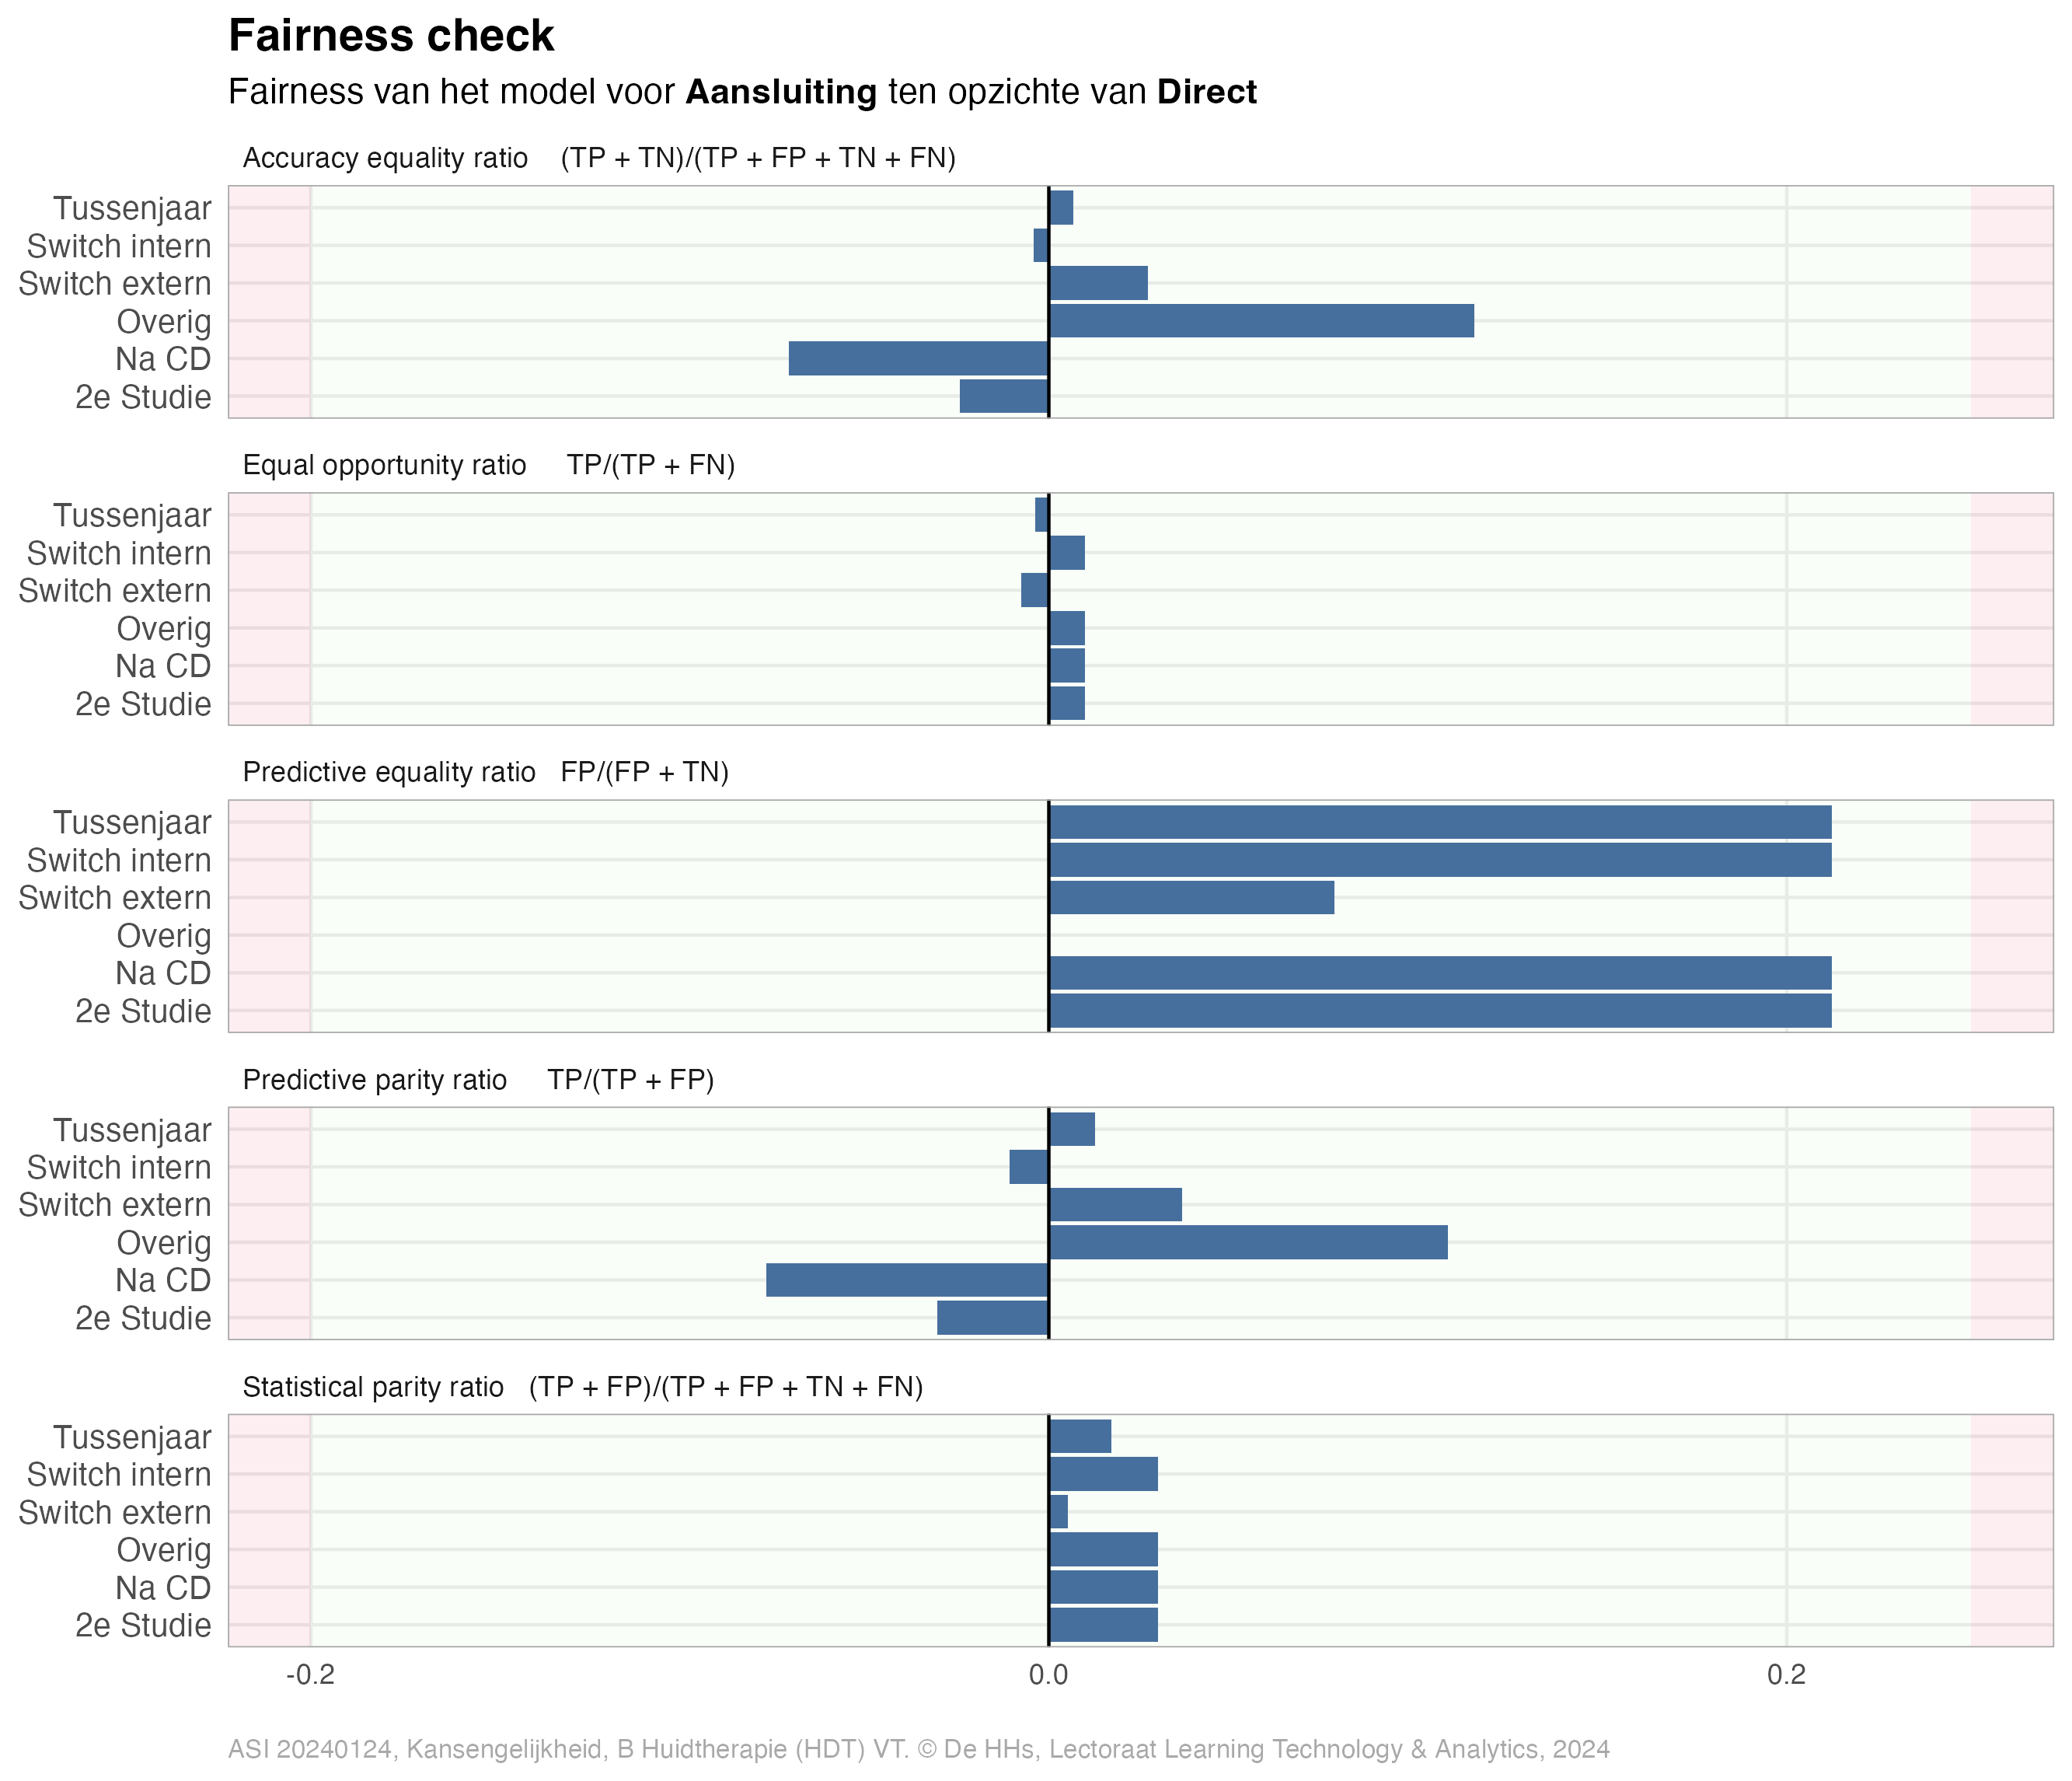 Fairness check
Fairness van het model voor Aansluiting ten opzichte van Direct
Accuracy equality ratio (TP + TN)/(TP + FP + TN + FN)
Tussenjaar
Switch intern
Switch extern
Overig
Na CD
2e Studie
Equal opportunity ratio TP/(TP + FN)
Tussenjaar
Switch intern
Switch extern
Overig
Na CD
2e Studie
Predictive equality ratio FP/(FP + TN)
Tussenjaar
Switch intern
Switch extern
Overig
Na CD
2e Studie
Predictive parity ratio TP/(TP + FP)
Tussenjaar
Switch intern
Switch extern
Overig
Na CD
2e Studie
Statistical parity ratio (TP + FP)/(TP + FP + TN + FN)
Tussenjaar
Switch intern
Switch extern
Overig
Na CD
2e Studie
-0.2 0.0 0.2
ASI 20240124, Kansengelijkheid, B Huidtherapie (HDT) VT. © De HHs, Lectoraat Learning Technology & Analytics, 2024